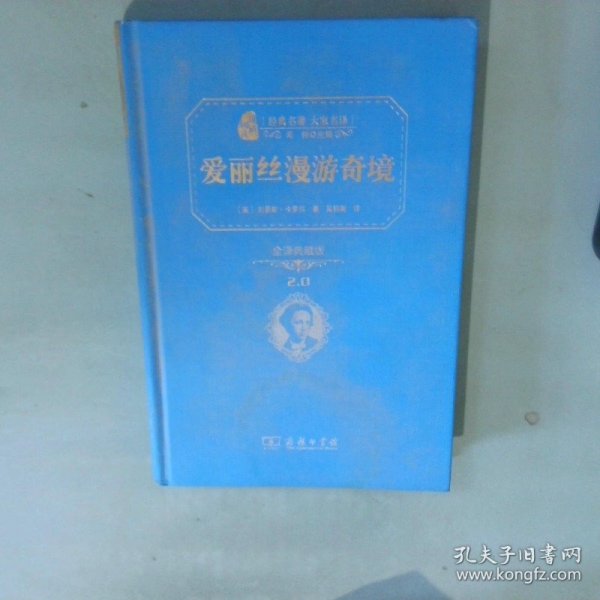 经典名著 大家名译
爱丽丝漫游奇境
全译典藏版
2.0
商务印书馆
孔夫子旧书网
www.kongfz.com